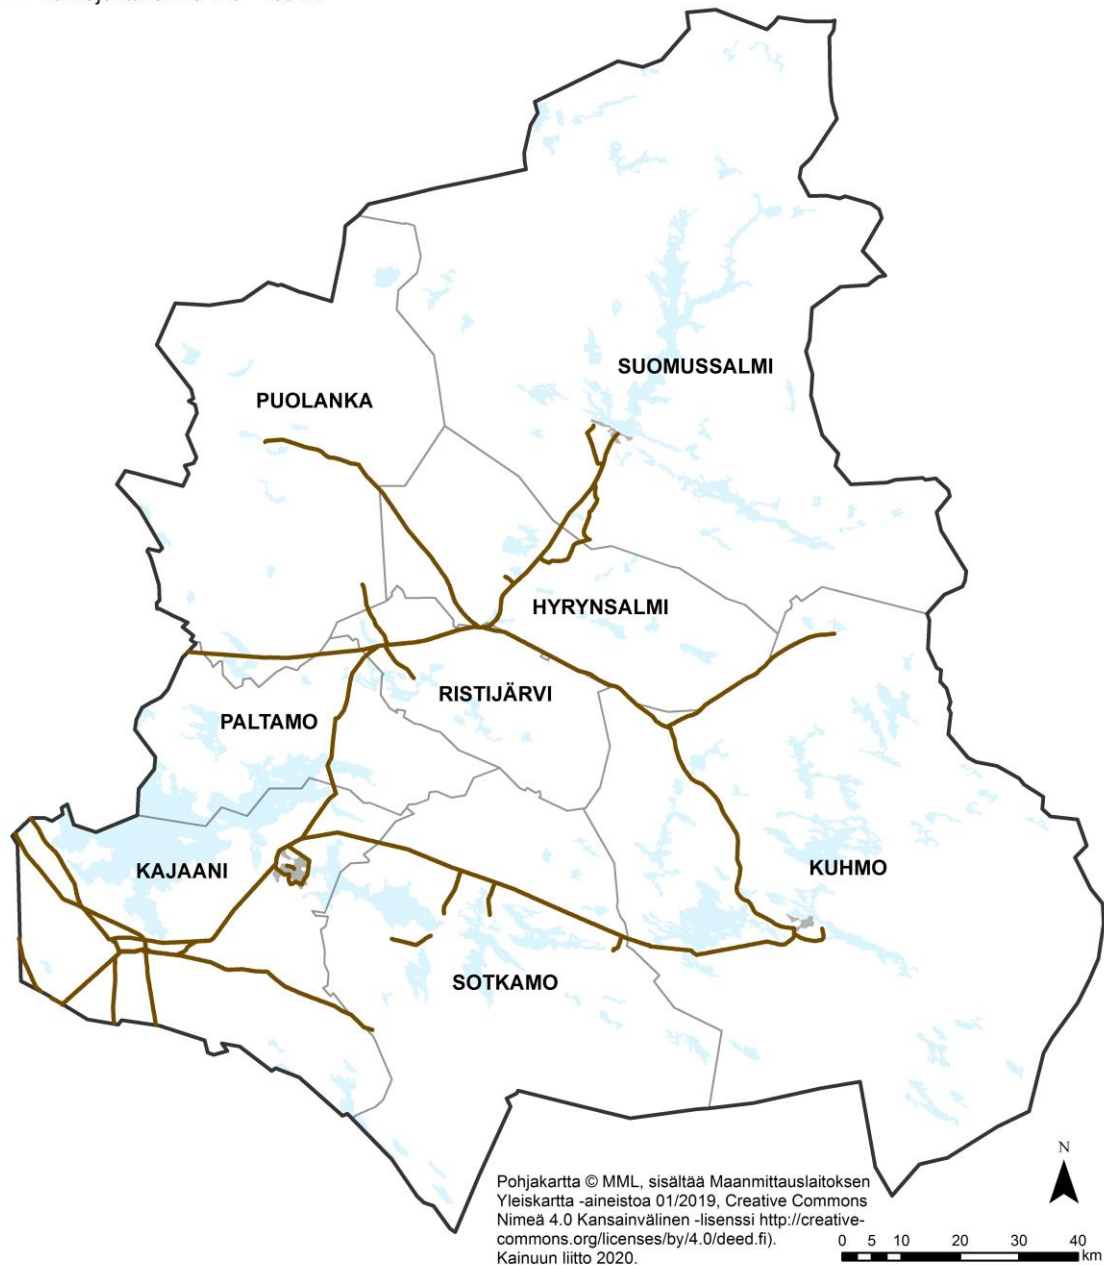 SUOMUSSALMI
PUOLANKA
HYRYNSALMI
RISTIJÄRVI
PALTAMO
KAJAANI
KUHMO
SOTKAMO
N
Pohjakartta © MML, sisältää Maanmittauslaitoksen
Yleiskartta -aineistoa 01/2019, Creative Commons
Nimeä 4.0 Kansainvälinen -lisenssi http://creative-
commons.org/licenses/by/4.0/deed.fi).
Kainuun liitto 2020.
0 5 10 20 30 40
km